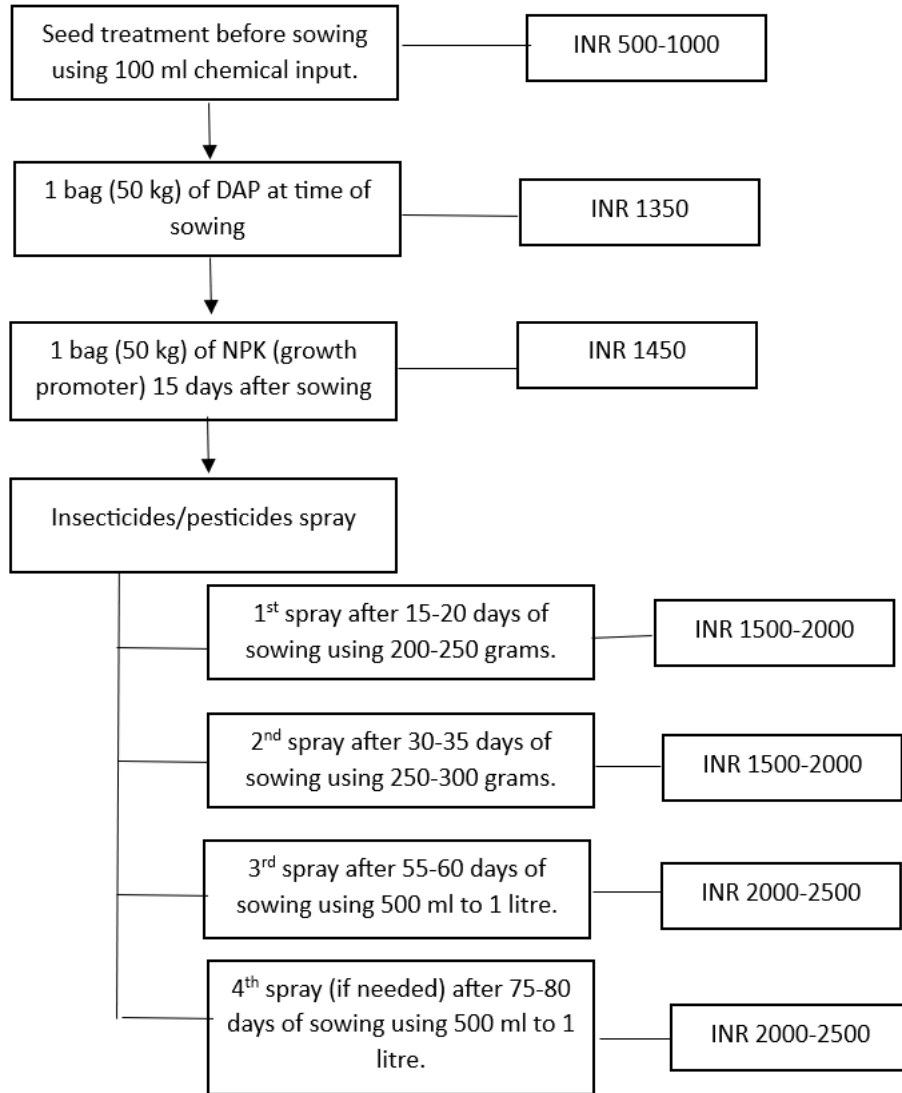 Seed treatment before sowing
using 100 ml chemical input.
INR 500-1000
1 bag (50 kg) of DAP at time of
sowing
INR 1350
1 bag (50 kg) of NPK (growth
promoter) 15 days after sowing
INR 1450
Insecticides/pesticides spray
1st spray after 15-20 days of
sowing using 200-250 grams.
INR 1500-2000
2nd spray after 30-35 days of
sowing using 250-300 grams.
INR 1500-2000
3rd spray after 55-60 days of
sowing using 500 ml to 1 litre.
INR 2000-2500
4th spray (if needed) after 75-80
days of sowing using 500 ml to 1
litre.
INR 2000-2500